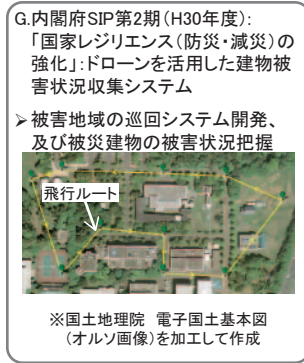 G.内閣府SIP第2期(H30年度):
「国家レジリエンス(防災・減災)の
強化」:ドローンを活用した建物被
害状況収集システム
➢被害地域の巡回システム開発、
及び被災建物の被害状況把握
飛行ルート
※国土地理院 電子国土基本図
(オルソ画像)を加工して作成